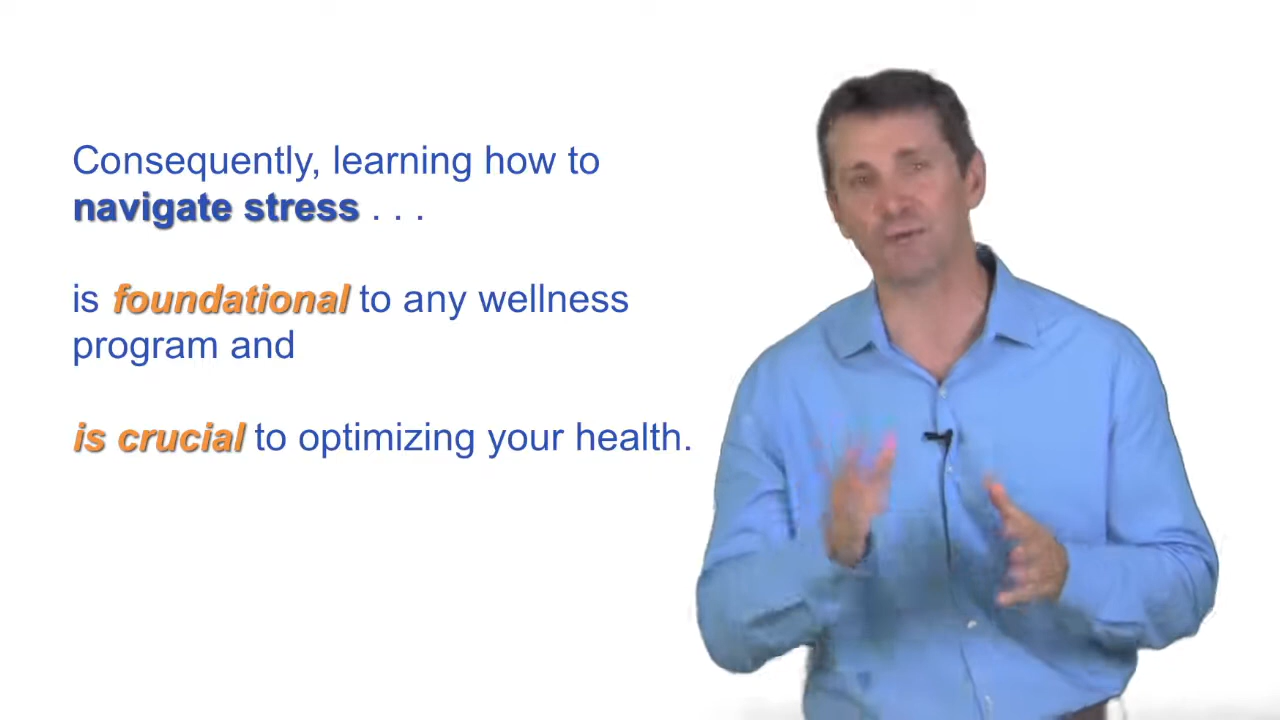 Consequently, learning how to
navigate stress . . .
is foundational to any wellness
program and
is crucial to optimizing your health.